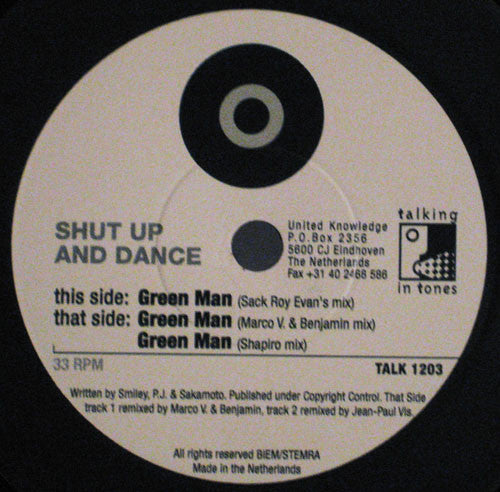 SHUT UP
AND DANCE
United Knowledge
P.O.Box 2356
5600 CJ Eindhoven
The Netherlands
Fax +31 40 2468 586
talking
in tones
this side: Green Man (Sack Roy Evan's mix)
that side: Green Man (Marco V. & Benjamin mix)
Green Man (Shapiro mix)
33 RPM
TALK 1203
Written by Smiley, P.J. & Sakamoto. Published under Copyright Control. That Side
track 1 remixed by Marco V. & Benjamin, track 2 remixed by Jean-Paul Vis.
All rights reserved BIEM/STEMRA
Made in the Netherlands